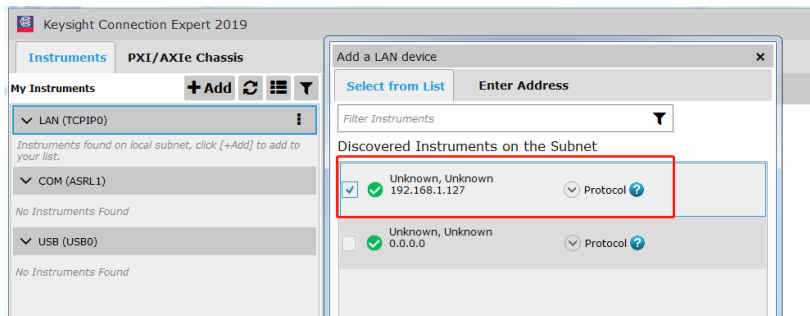 Keysight Connection Expert 2019
Instruments
PXI/AXIe Chassis
My Instruments
+ Add
LAN (TCPIP0)
Instruments found on local subnet, click [+Add] to add to
your list.
COM (ASRL1)
No Instruments Found
USB (USB0)
No Instruments Found
Add a LAN device
×
Select from List
Enter Address
Filter Instruments
Discovered Instruments on the Subnet
Unknown, Unknown
192.168.1.127
Protocol ?
Unknown, Unknown
0.0.0.0
Protocol ?